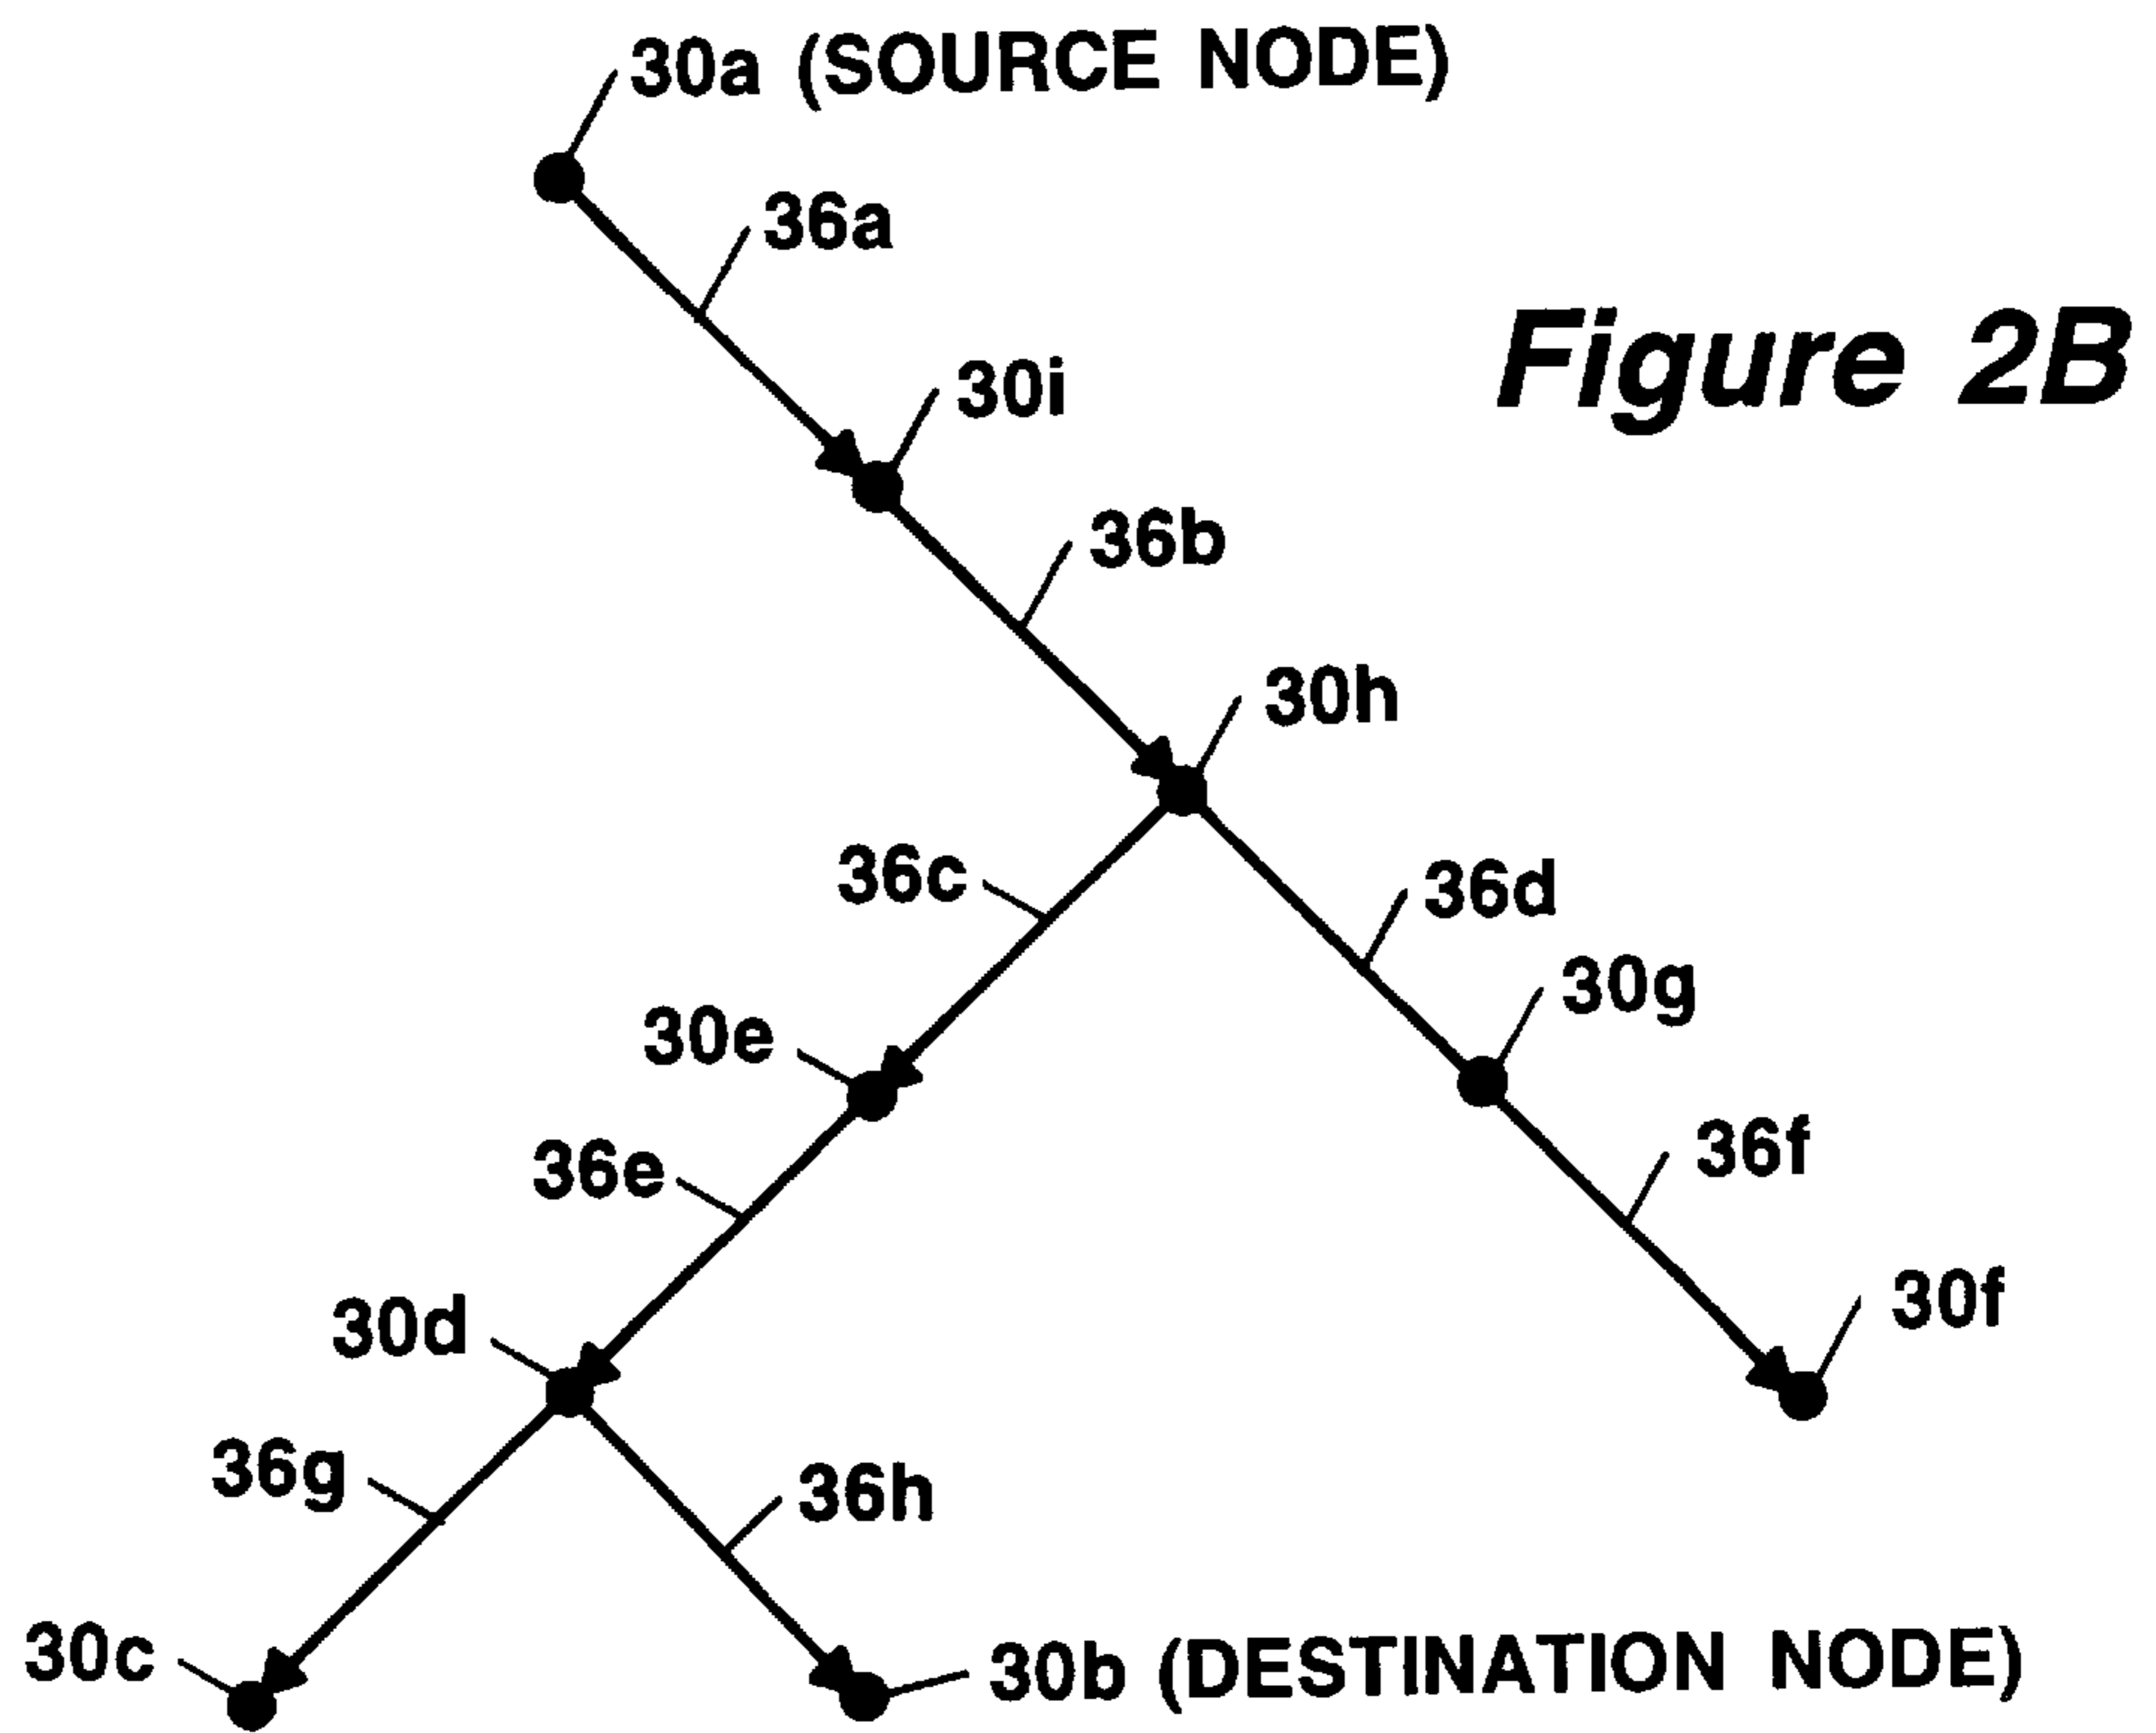 30a (SOURCE NODE)
36a
Figure 2B
30i
36b
30h
36c
36d
30g
30e
36f
36e
30f
30d
36g
36h
30c
30b (DESTINATION NODE)